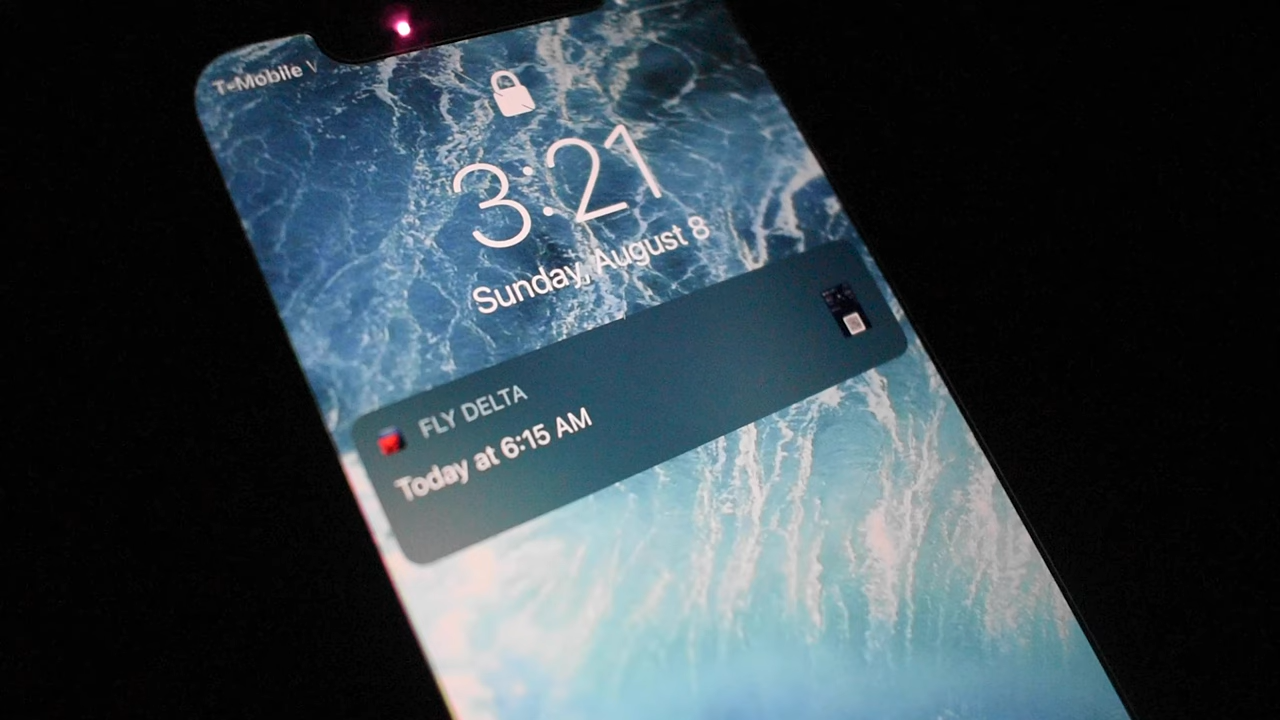 T-Mobile
3:21
Sunday, August 8
FLY DELTA
Today at 6:15 AM